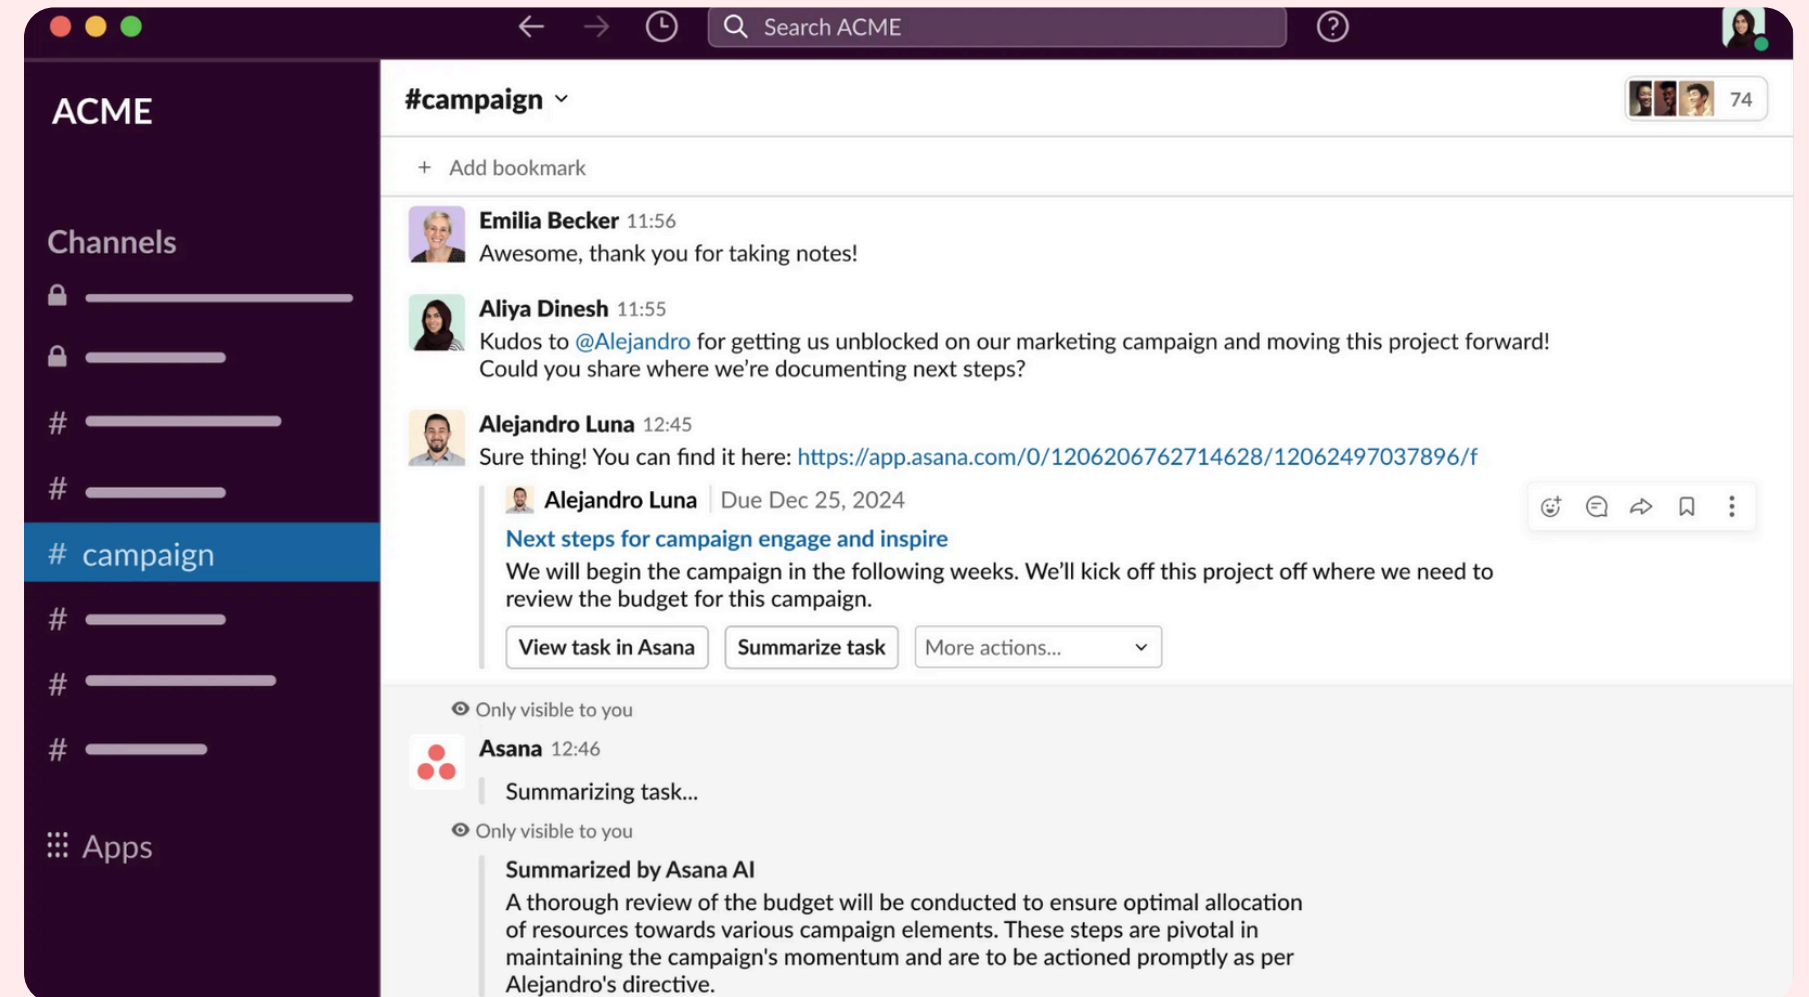 Search ACME
ACME
Channels
# 
# 
# campaign
# 
# 
# 
Apps
#campaign
74
+ Add bookmark
Emilia Becker 11:56
Awesome, thank you for taking notes!
Aliya Dinesh 11:55
Kudos to @Alejandro for getting us unblocked on our marketing campaign and moving this project forward!
Could you share where we’re documenting next steps?
Alejandro Luna 12:45
Sure thing! You can find it here: https://app.asana.com/0/1206206762714628/12062497037896/f
Alejandro Luna Due Dec 25, 2024
Next steps for campaign engage and inspire
We will begin the campaign in the following weeks. We’ll kick off this project off where we need to
review the budget for this campaign.
View task in Asana Summarize task More actions...
Only visible to you
Asana 12:46
Summarizing task...
Only visible to you
Summarized by Asana AI
A thorough review of the budget will be conducted to ensure optimal allocation
of resources towards various campaign elements. These steps are pivotal in
maintaining the campaign's momentum and are to be actioned promptly as per
Alejandro's directive.